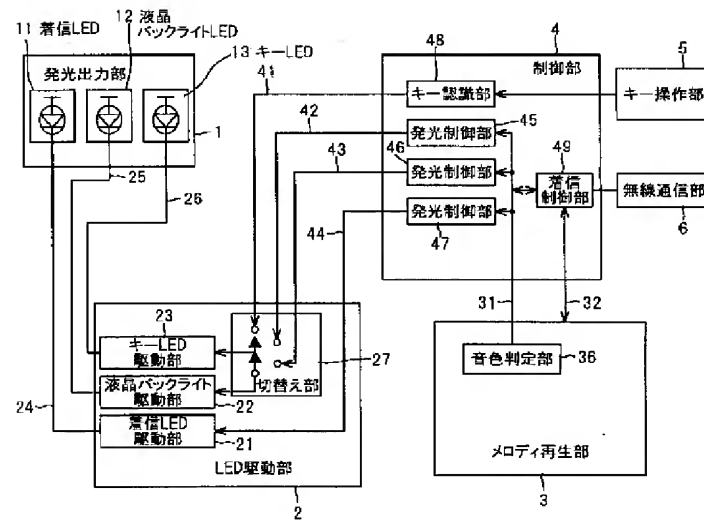 11 着信LED
12 液晶
バックライトLED
13 キーLED
発光出力部
1
25
26
24
41
42
43
44
48
4
制御部
キー認識部
発光制御部
45
46
発光制御部
49
着信
制御部
発光制御部
47
5
キー操作部
無線通信部
6
31
32
23
キーLED
駆動部
液晶バックライト
駆動部
22
着信LED
駆動部
21
切替え部
27
LED駆動部
2
音色判定部
36
メロディ再生部
3